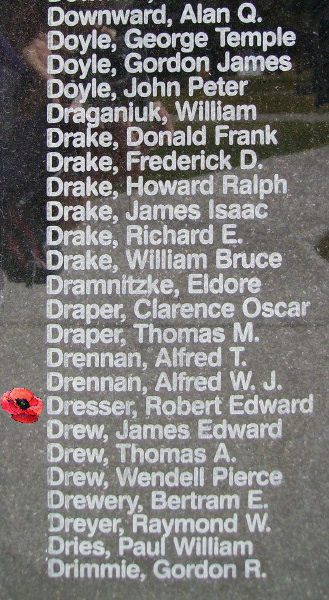 Downward, Alan Q.
Doyle, George Temple
Doyle, Gordon James
Doyle, John Peter
Draganiuk, William
Drake, Donald Frank
Drake, Frederick D.
Drake, Howard Ralph
Drake, James Isaac
Drake, Richard E.
Drake, William Bruce
Dramnitzke, Eldore
Draper, Clarence Oscar
Draper, Thomas M.
Drennan, Alfred T.
Drennan, Alfred W. J.
Dresser, Robert Edward
Drew, James Edward
Drew, Thomas A.
Drew, Wendell Pierce
Drewery, Bertram E.
Dreyer, Raymond W.
Dries, Paul William
Drimmie, Gordon R.